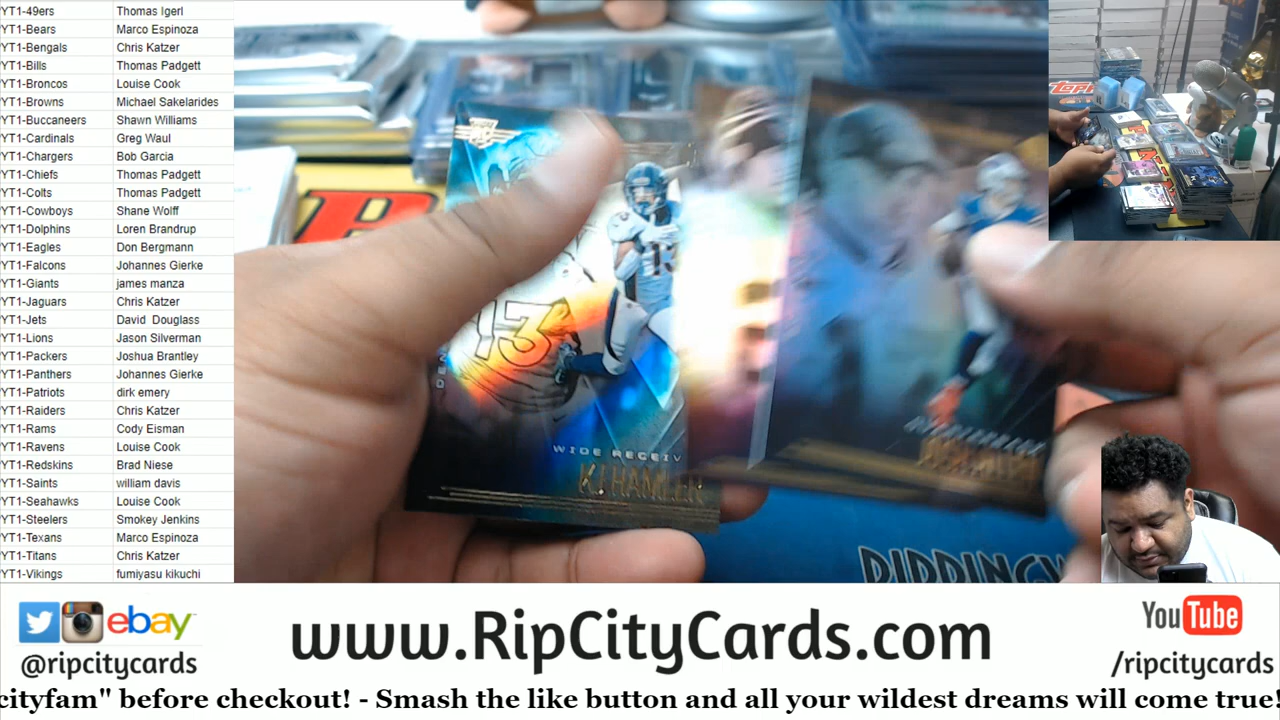 YT1-49ers Thomas Igerl
YT1-Bears Marco Espinoza
YT1-Bengals Chris Katzer
YT1-Bills Thomas Padgett
YT1-Broncos Louise Cook
YT1-Browns Michael Sakelarides
YT1-Buccaneers Shawn Williams
YT1-Cardinals Greg Waul
YT1-Chargers Bob Garcia
YT1-Chiefs Thomas Padgett
YT1-Colts Thomas Padgett
YT1-Cowboys Shane Wolff
YT1-Dolphins Loren Brandrup
YT1-Eagles Don Bergmann
YT1-Falcons Johannes Gierke
YT1-Giants james manza
YT1-Jaguars Chris Katzer
YT1-Jets David Douglass
YT1-Lions Jason Silverman
YT1-Packers Joshua Brantley
YT1-Panthers Johannes Gierke
YT1-Patriots dirk emery
YT1-Raiders Chris Katzer
YT1-Rams Cody Eisman
YT1-Ravens Louise Cook
YT1-Redskins Brad Niese
YT1-Saints william davis
YT1-Seahawks Louise Cook
YT1-Steelers Smokey Jenkins
YT1-Texans Marco Espinoza
YT1-Titans Chris Katzer
YT1-Vikings fumiyasu kikuchi
13
13
WIDE RECEIV
KJ HAMLER
ebay
@ripcitycards
www.RipCityCards.com
YouTube
/ripcitycards
cityfam" before checkout! - Smash the like button and all your wildest dreams will come true!